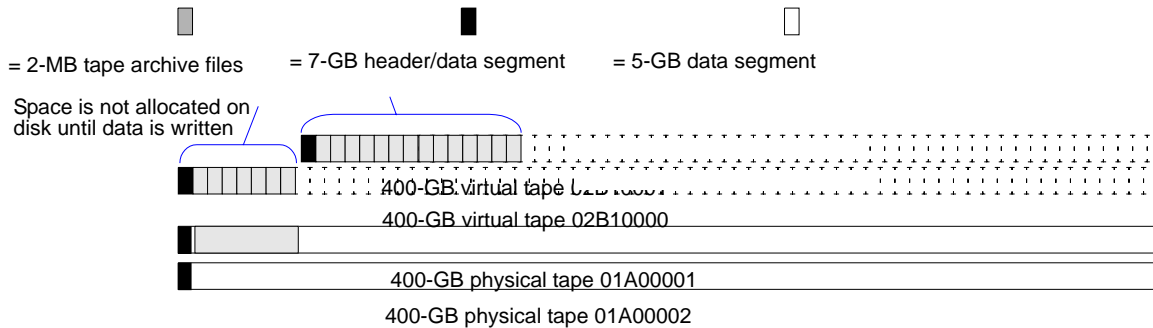 = 2-MB tape archive files
= 7-GB header/data segment
= 5-GB data segment
Space is not allocated on
disk until data is written
400-GB virtual tape
400-GB virtual tape 02B10000
400-GB physical tape 01A00001
400-GB physical tape 01A00002